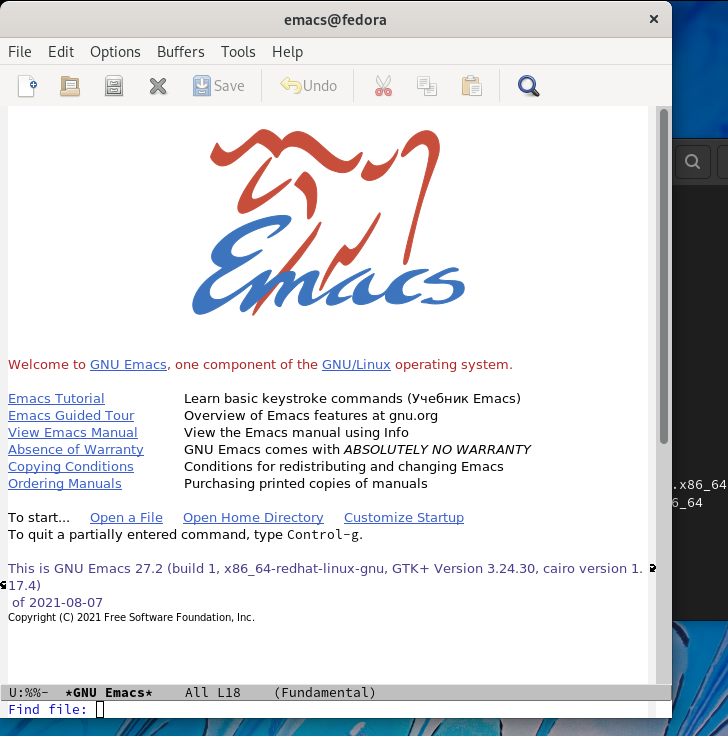 emacs@fedora
File Edit Options Buffers Tools Help
Save Undo
Emacs
Welcome to GNU Emacs, one component of the GNU/Linux operating system.
Emacs Tutorial Learn basic keystroke commands (Учебник Emacs)
Emacs Guided Tour Overview of Emacs features at gnu.org
View Emacs Manual View the Emacs manual using Info
Absence of Warranty GNU Emacs comes with ABSOLUTELY NO WARRANTY
Copying Conditions Conditions for redistributing and changing Emacs
Ordering Manuals Purchasing printed copies of manuals
.x86_64
6_64
To start... Open a File Open Home Directory Customize Startup
To quit a partially entered command, type Control-g.
This is GNU Emacs 27.2 (build 1, x86_64-redhat-linux-gnu, GTK+ Version 3.24.30, cairo version 1.
17.4)
of 2021-08-07
Copyright (C) 2021 Free Software Foundation, Inc.
U:%%- *GNU Emacs* All L18 (Fundamental)
Find file: